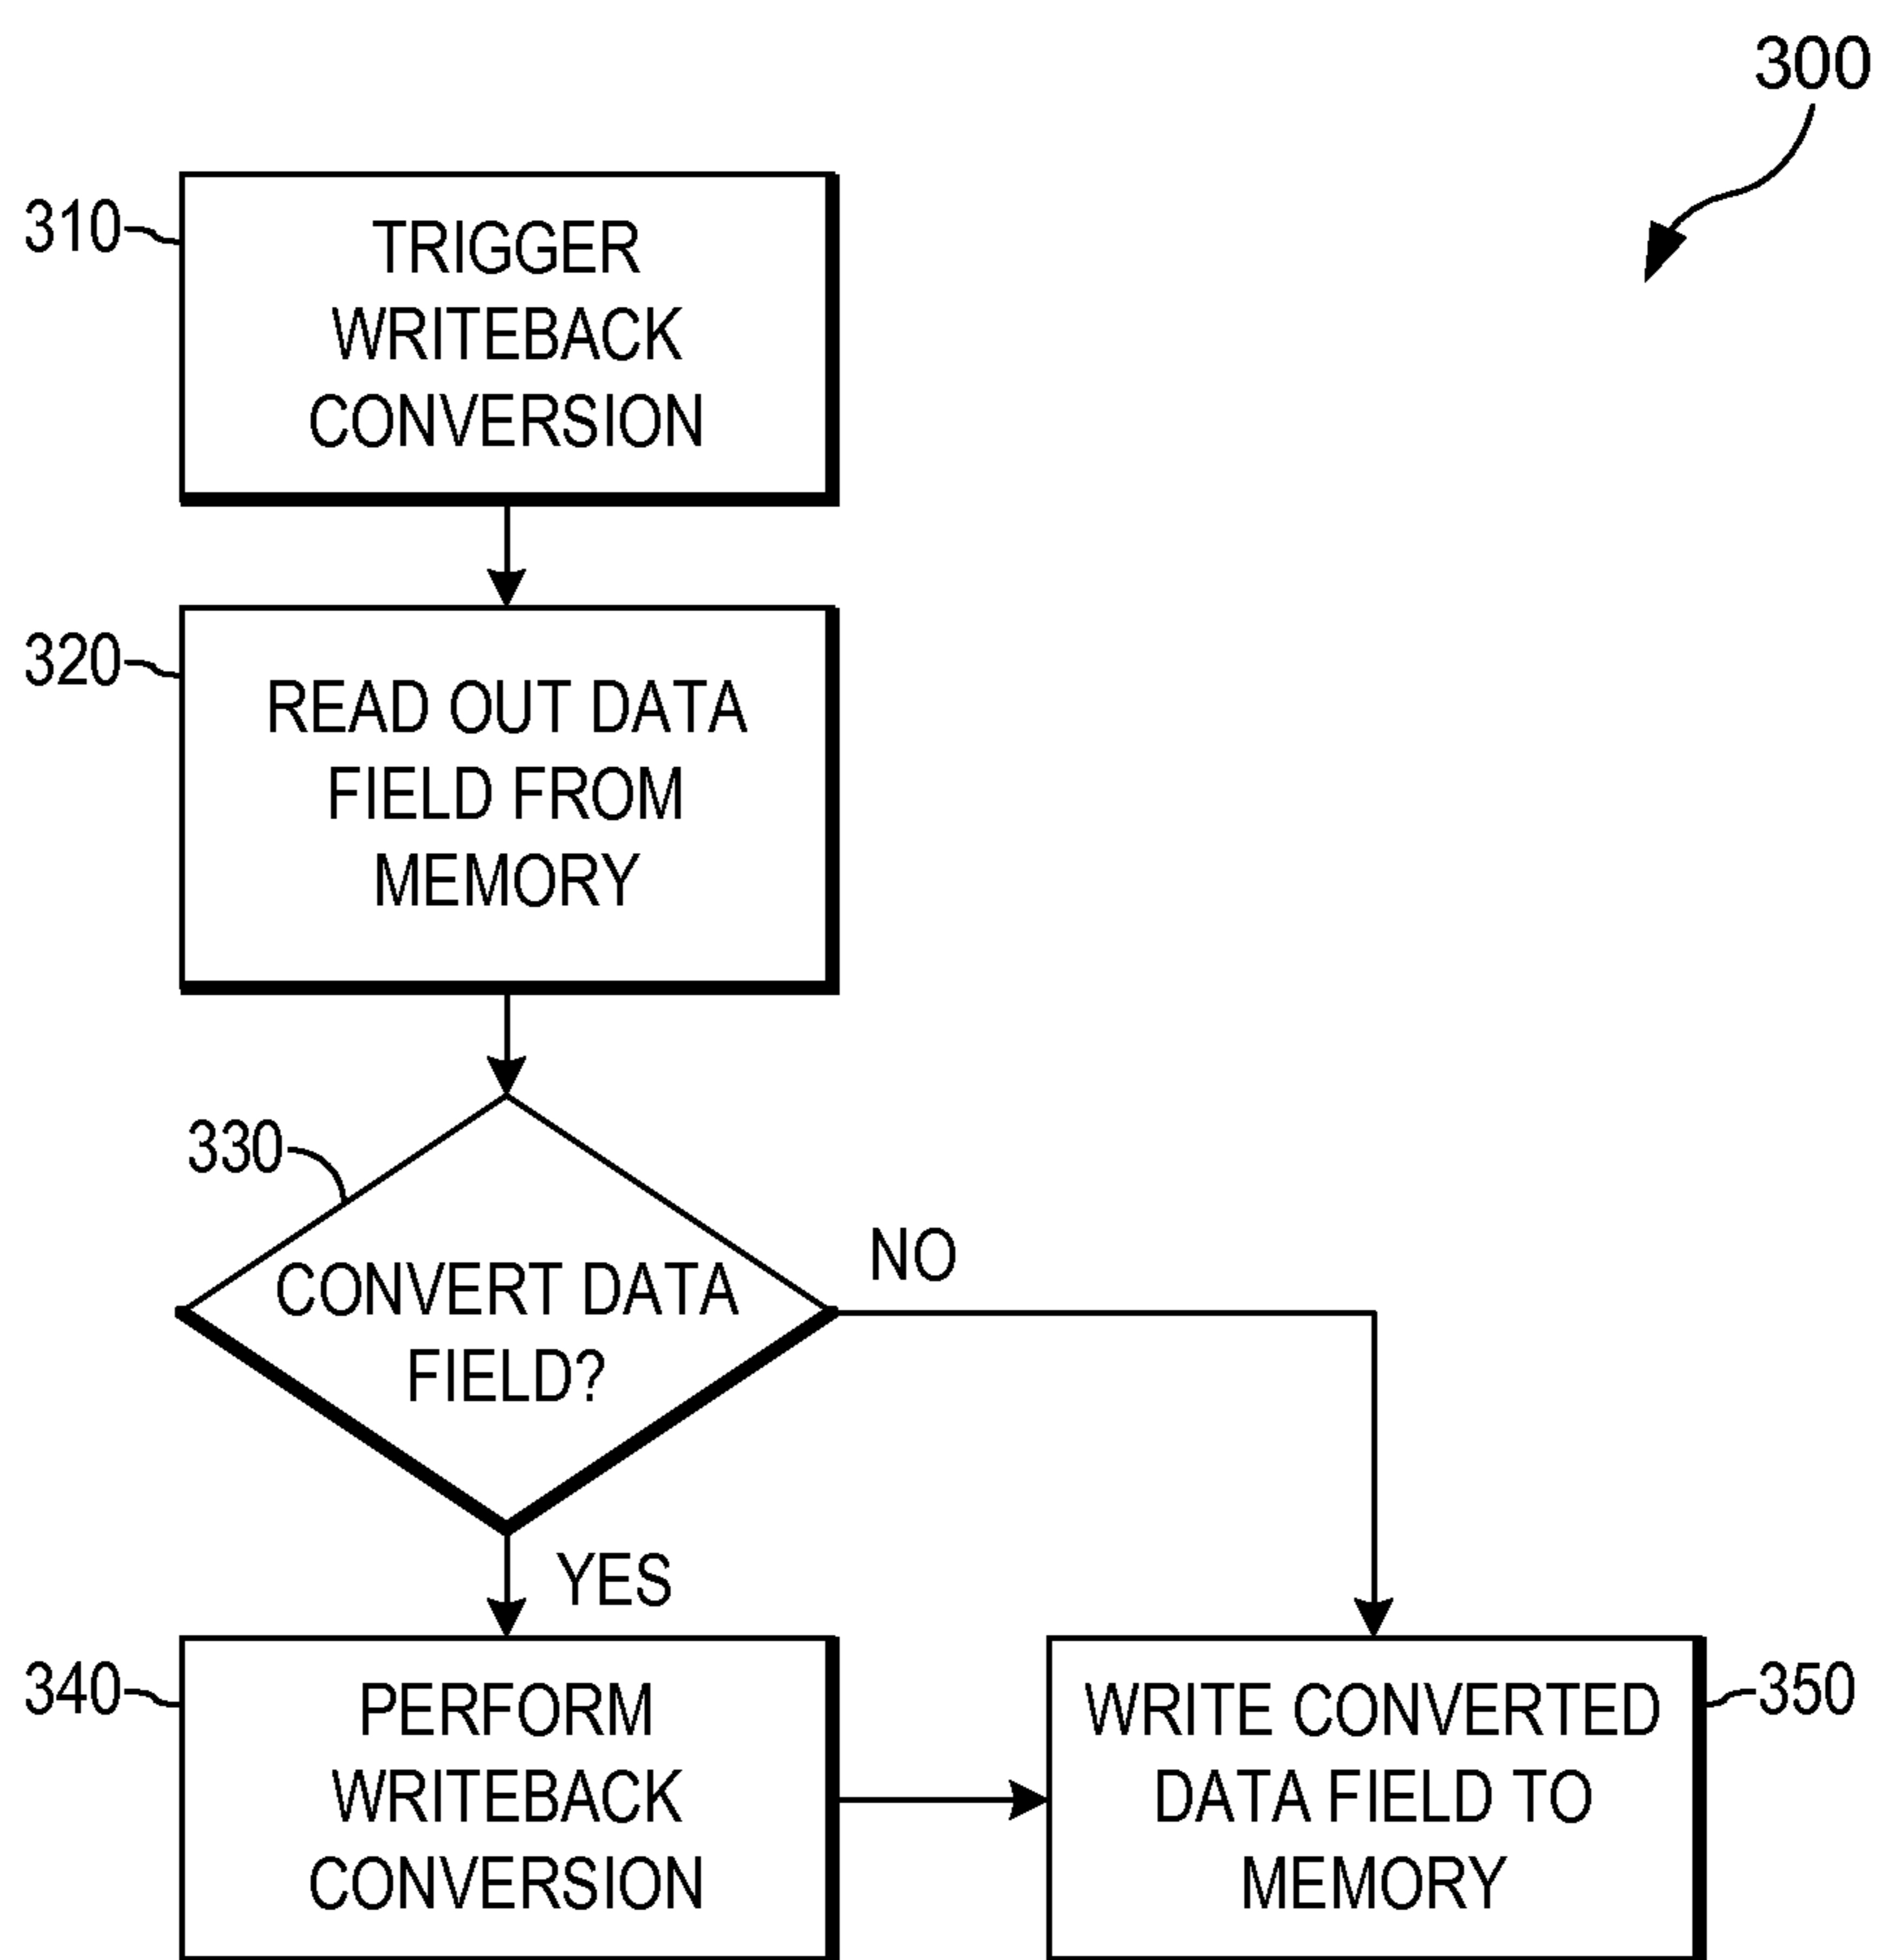 300
310
TRIGGER
WRITEBACK
CONVERSION
320
READ OUT DATA
FIELD FROM
MEMORY
330
CONVERT DATA
FIELD?
NO
YES
340
PERFORM
WRITEBACK
CONVERSION
WRITE CONVERTED
DATA FIELD TO
MEMORY
350